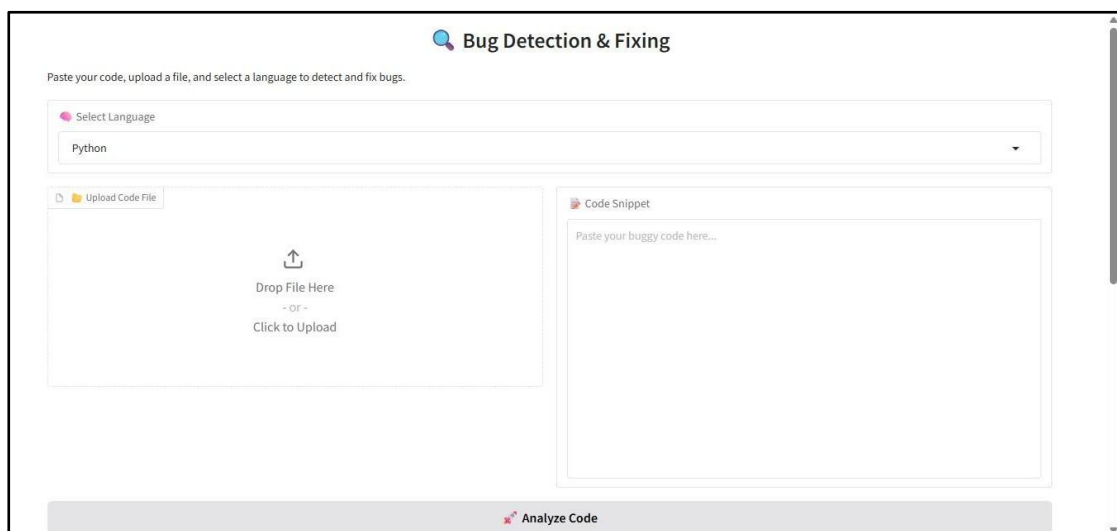 Bug Detection & Fixing
Paste your code, upload a file, and select a language to detect and fix bugs.
Select Language
Python
Upload Code File
Drop File Here
- or -
Click to Upload
Code Snippet
Paste your buggy code here...
Analyze Code